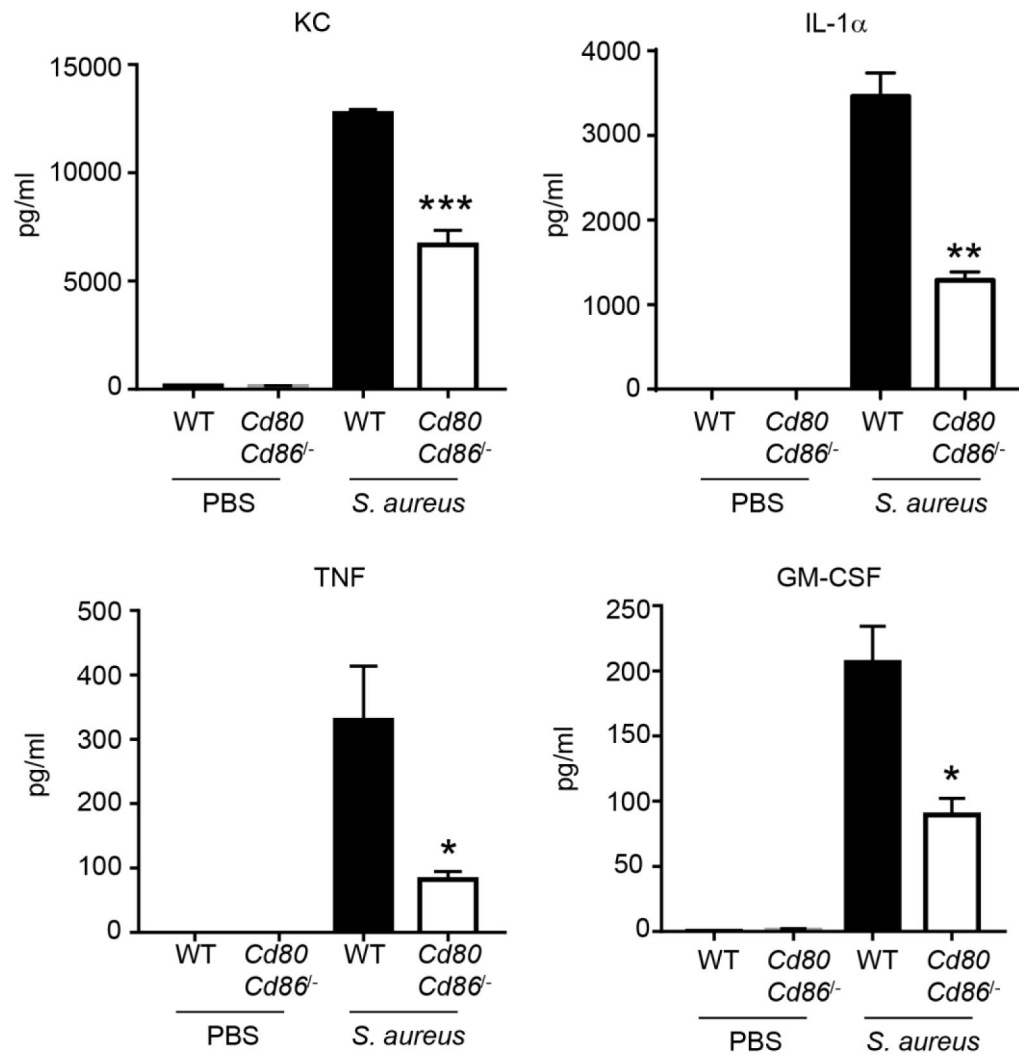 KC
15000
10000
5000
0
pg/ml
***
WT
Cd80
Cd86/-
WT
Cd80
Cd86/-
PBS
S. aureus
IL-1α
4000
3000
2000
1000
0
pg/ml
**
WT
Cd80
Cd86/-
WT
Cd80
Cd86/-
PBS
S. aureus
TNF
500
400
300
200
100
0
pg/ml
*
WT
Cd80
Cd86/-
WT
Cd80
Cd86/-
PBS
S. aureus
GM-CSF
250
200
150
100
50
0
pg/ml
*
WT
Cd80
Cd86/-
WT
Cd80
Cd86/-
PBS
S. aureus